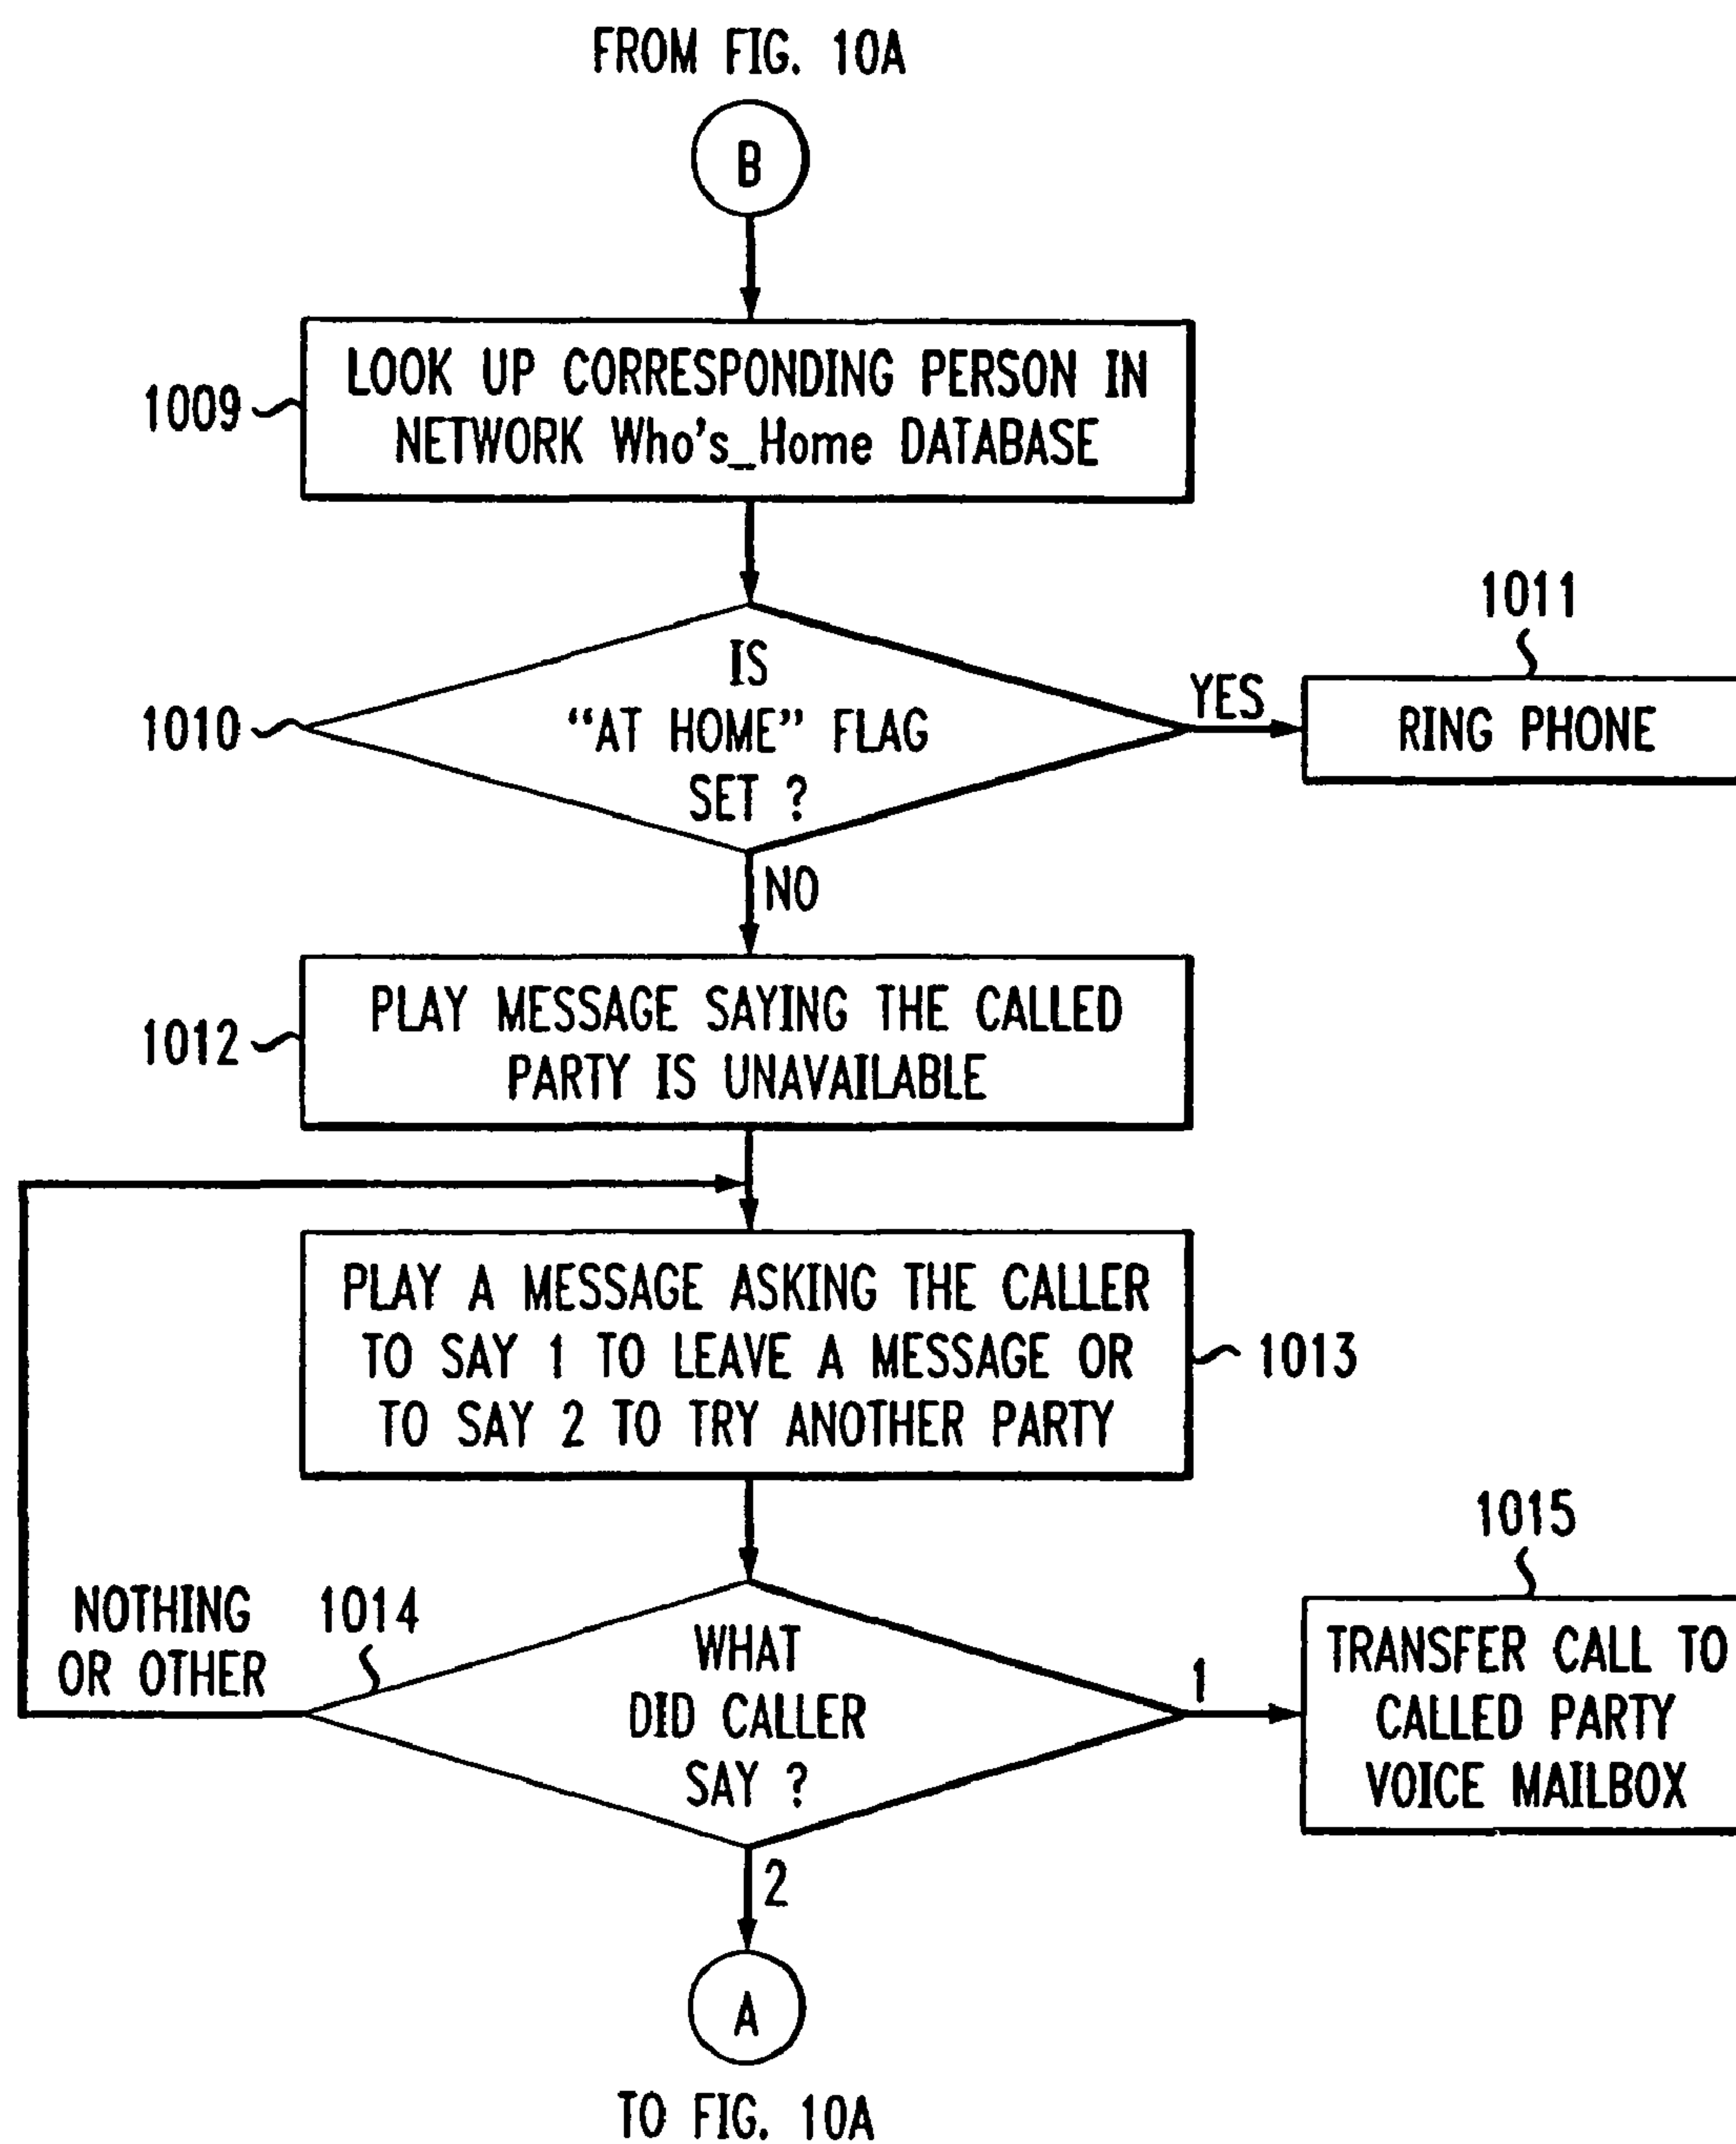 FROM FIG. 10A
B
LOOK UP CORRESPONDING PERSON IN
NETWORK Who's_Home DATABASE
1009
IS
“AT HOME” FLAG
SET ?
1010
YES
1011
RING PHONE
NO
PLAY MESSAGE SAYING THE CALLED
PARTY IS UNAVAILABLE
1012
PLAY A MESSAGE ASKING THE CALLER
TO SAY 1 TO LEAVE A MESSAGE OR
TO SAY 2 TO TRY ANOTHER PARTY
1013
NOTHING
OR OTHER
1014
WHAT
DID CALLER
SAY ?
1
1015
TRANSFER CALL TO
CALLED PARTY
VOICE MAILBOX
2
A
TO FIG. 10A